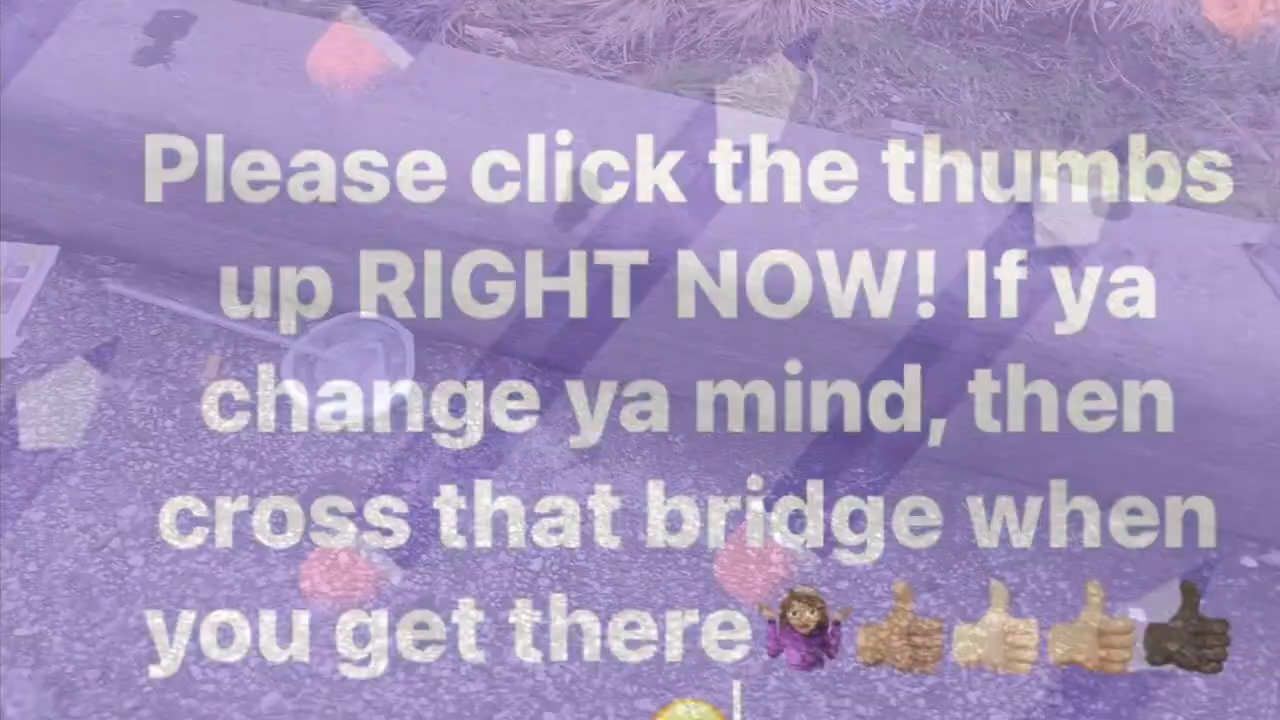 Please click the thumbs
up RIGHT NOW! If ya
change ya mind, then
cross that bridge when
you get there🤷🏽‍♀️👍🏽👍🏻👍🏼👍🏿